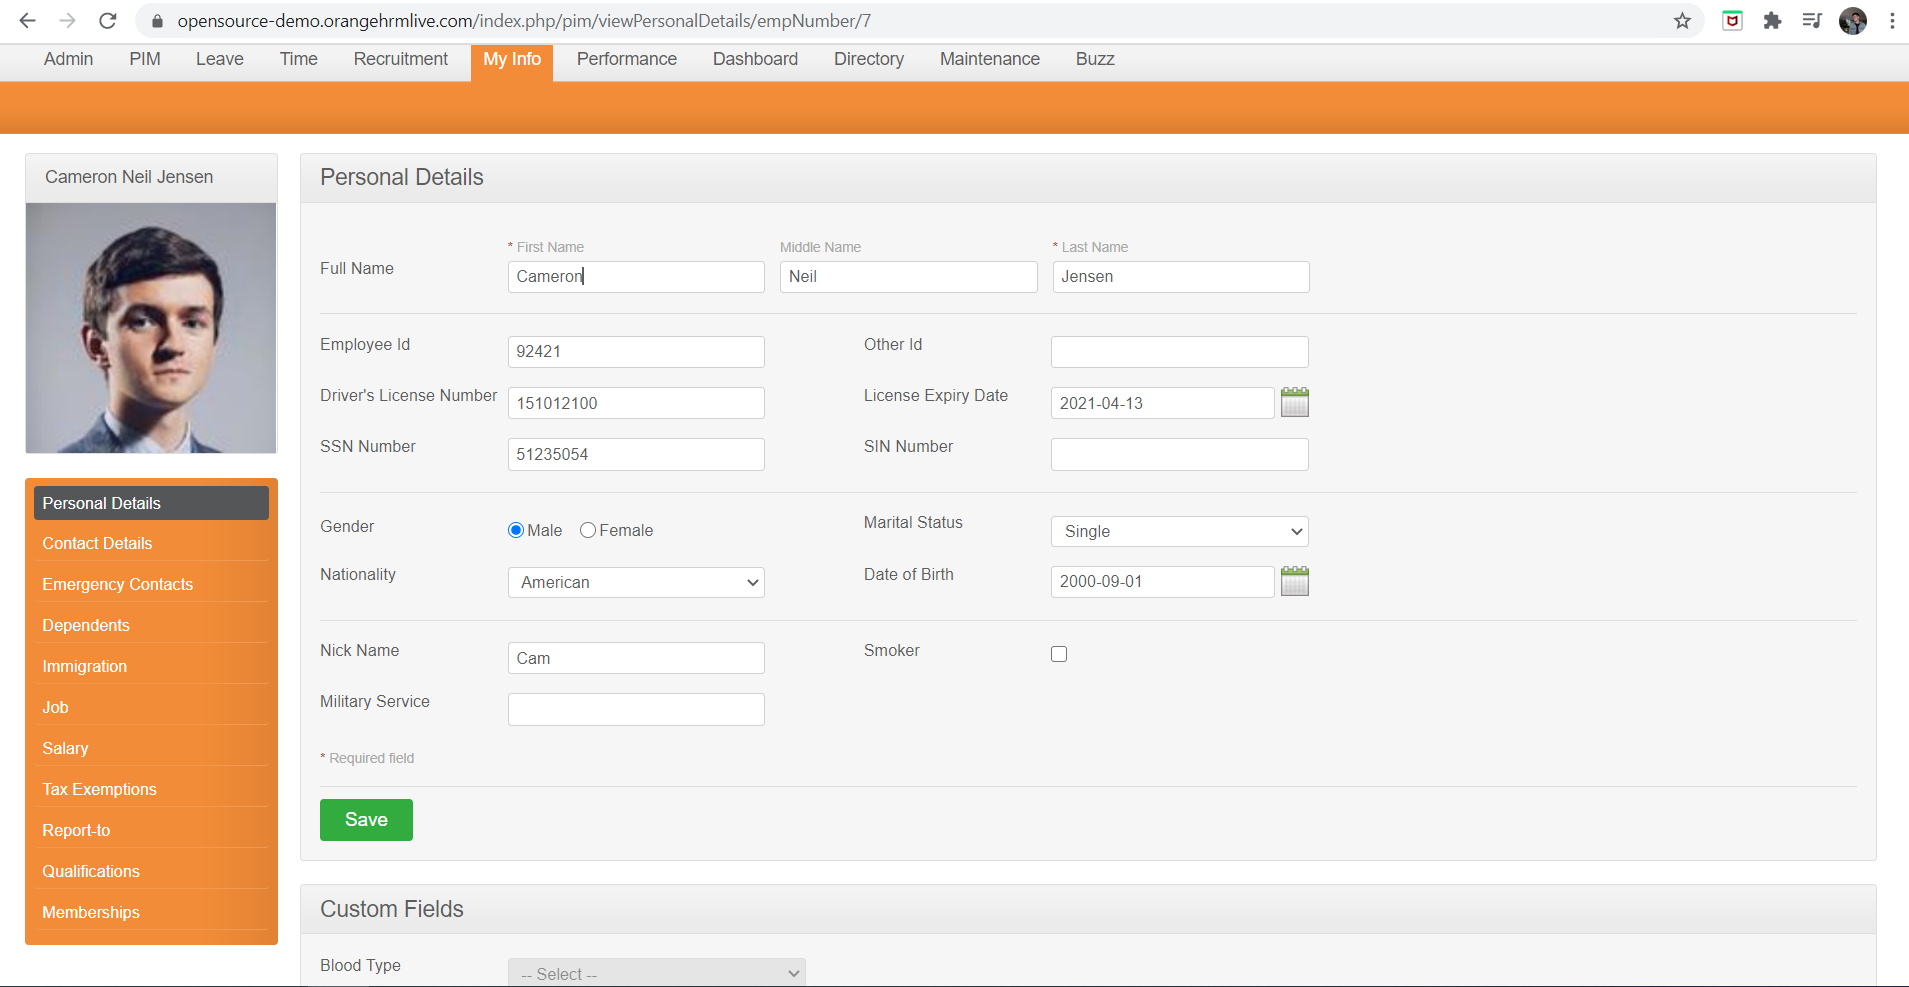 opensource-demo.orangehrmlive.com/index.php/pim/viewPersonalDetails/empNumber/7
Admin PIM Leave Time Recruitment My Info Performance Dashboard Directory Maintenance Buzz
Cameron Neil Jensen
Personal Details
Contact Details
Emergency Contacts
Dependents
Immigration
Job
Salary
Tax Exemptions
Report-to
Qualifications
Memberships
Personal Details
* First Name Middle Name * Last Name
Full Name Cameron Neil Jensen
Employee Id 92421 Other Id
Driver's License Number 151012100 License Expiry Date 2021-04-13
SSN Number 51235054 SIN Number
Gender Male Female Marital Status Single
Nationality American Date of Birth 2000-09-01
Nick Name Cam Smoker
Military Service
* Required field
Save
Custom Fields
Blood Type -- Select --